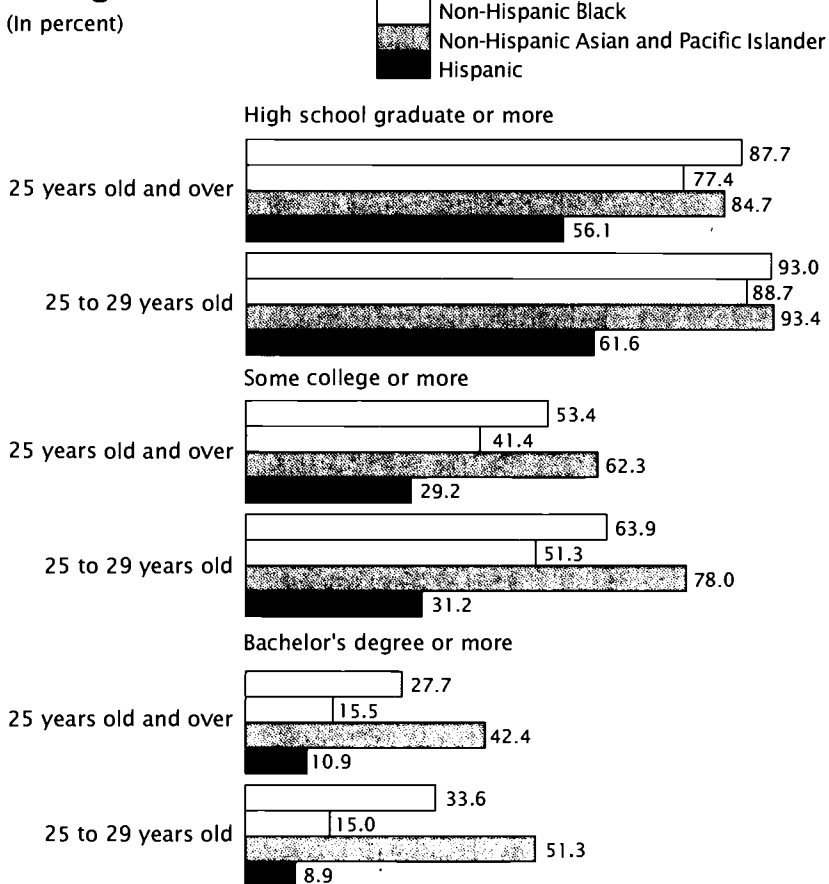 (In percent)
Non-Hispanic Black
Non-Hispanic Asian and Pacific Islander
Hispanic
High school graduate or more
25 years old and over
87.7
77.4
84.7
56.1
25 to 29 years old
93.0
88.7
93.4
61.6
Some college or more
25 years old and over
53.4
41.4
62.3
29.2
25 to 29 years old
63.9
51.3
78.0
31.2
Bachelor's degree or more
25 years old and over
27.7
15.5
42.4
10.9
25 to 29 years old
33.6
15.0
51.3
8.9